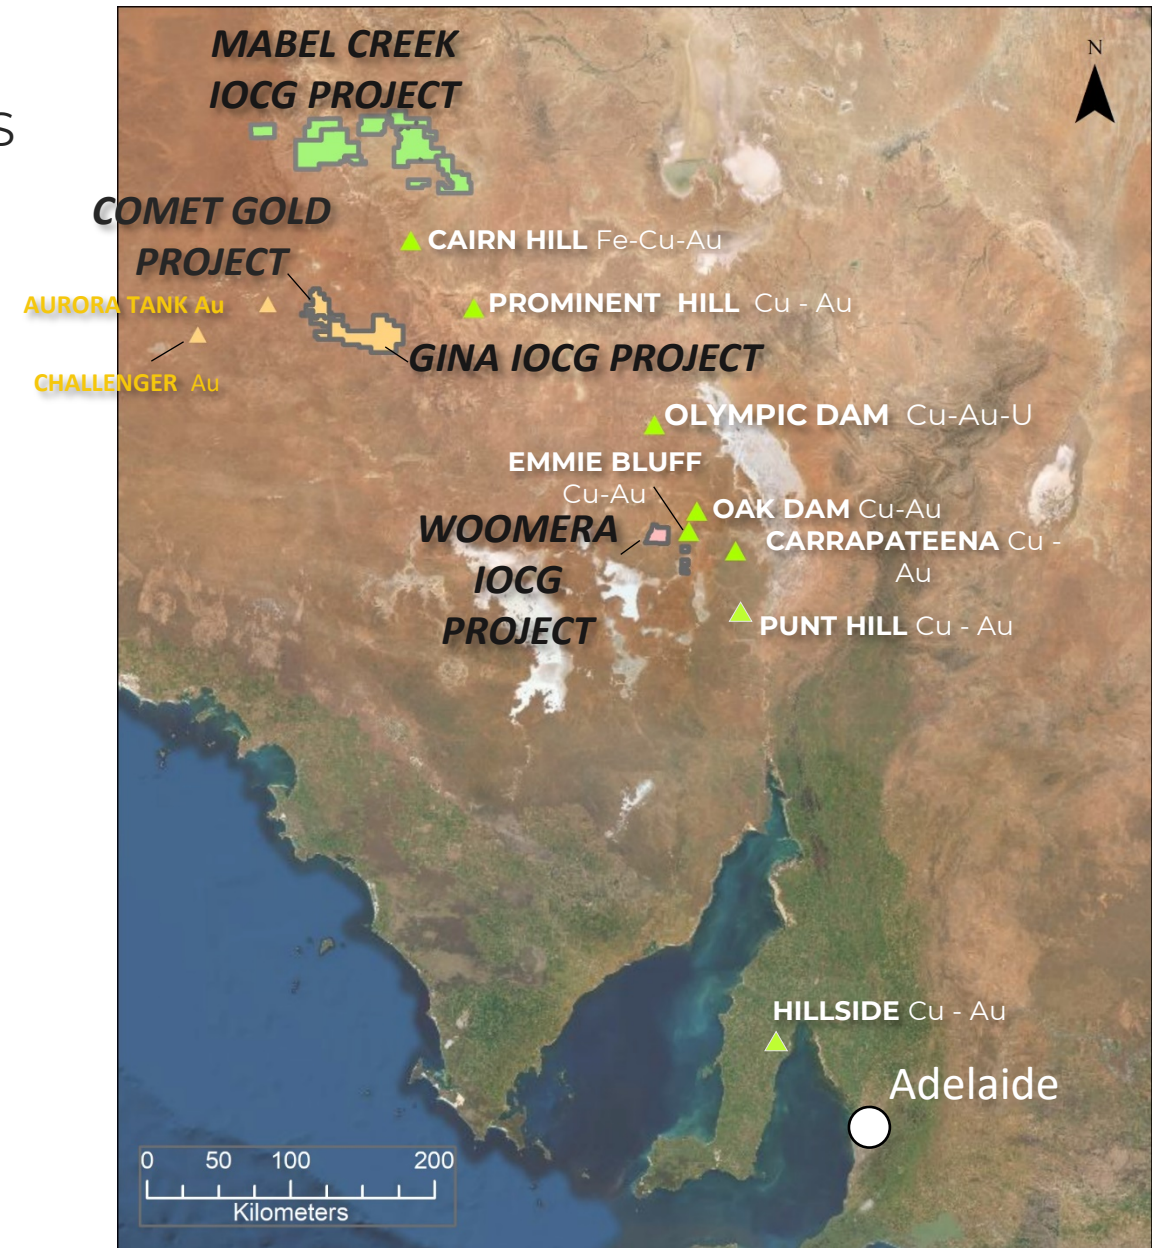 MABEL CREEK
IOCG PROJECT
N
S
COMET GOLD
PROJECT
CAIRN HILL Fe-Cu-Au
AURORA TANK Au
PROMINENT HILL Cu - Au
GINA IOCG PROJECT
CHALLENGER Au
OLYMPIC DAM Cu-Au-U
EMMIE BLUFF
Cu-Au
OAK DAM Cu-Au
WOOMERA
IOCG
PROJECT
CARRAPATEENA Cu -
Au
PUNT HILL Cu - Au
HILLSIDE Cu - Au
Adelaide
0 50 100 200
Kilometers